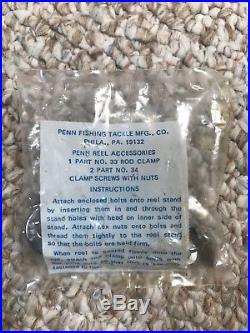 PENN FISHING TACKLE MFG., CO.
PHILA., PA. 19132
PENN REEL ACCESSORIES
1 PART NO. 33 ROD CLAMP
2 PART NO. 34
CLAMP SCREWS WITH NUTS
INSTRUCTIONS
Attach enclosed bolts onto reel stand
by inserting them in and through the
stand holes with head on inner side of
stand. Attach hex nuts onto bolts and
thread them tightly to the reel stand
so that the bolts are held firm.
When reel is